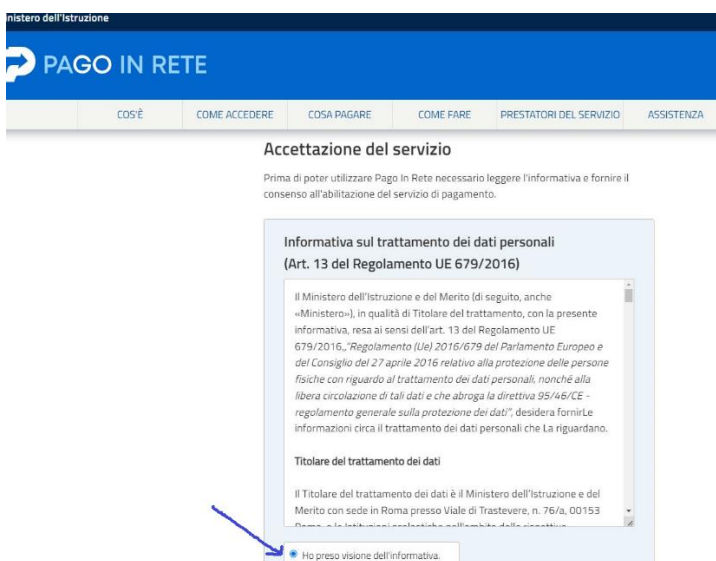 nistero dell'Istruzione
PAGO IN RETE
COS'È COME ACCEDERE COSA PAGARE COME FARE PRESTATORI DEL SERVIZIO ASSISTENZA
Accettazione del servizio
Prima di poter utilizzare Pago In Rete necessario leggere l'informativa e fornire il
consenso all'abilitazione del servizio di pagamento.
Informativa sul trattamento dei dati personali
(Art. 13 del Regolamento UE 679/2016)
Il Ministero dell'Istruzione e del Merito (di seguito, anche
«Ministero»), in qualità di Titolare del trattamento, con la presente
informativa, resa ai sensi dell'art. 13 del Regolamento UE
679/2016,„"Regolamento (Ue) 2016/679 del Parlamento Europeo e
del Consiglio del 27 aprile 2016 relativo alla protezione delle persone
fisiche con riguardo al trattamento dei dati personali, nonché alla
libera circolazione di tali dati e che abroga la direttiva 95/46/CE -
regolamento generale sulla protezione dei dati", desidera fornirLe
informazioni circa il trattamento dei dati personali che La riguardano.
Titolare del trattamento dei dati
Il Titolare del trattamento dei dati è il Ministero dell'Istruzione e del
Merito con sede in Roma presso Viale di Trastevere, n. 76/a, 00153
Ho preso visione dell'informativa.